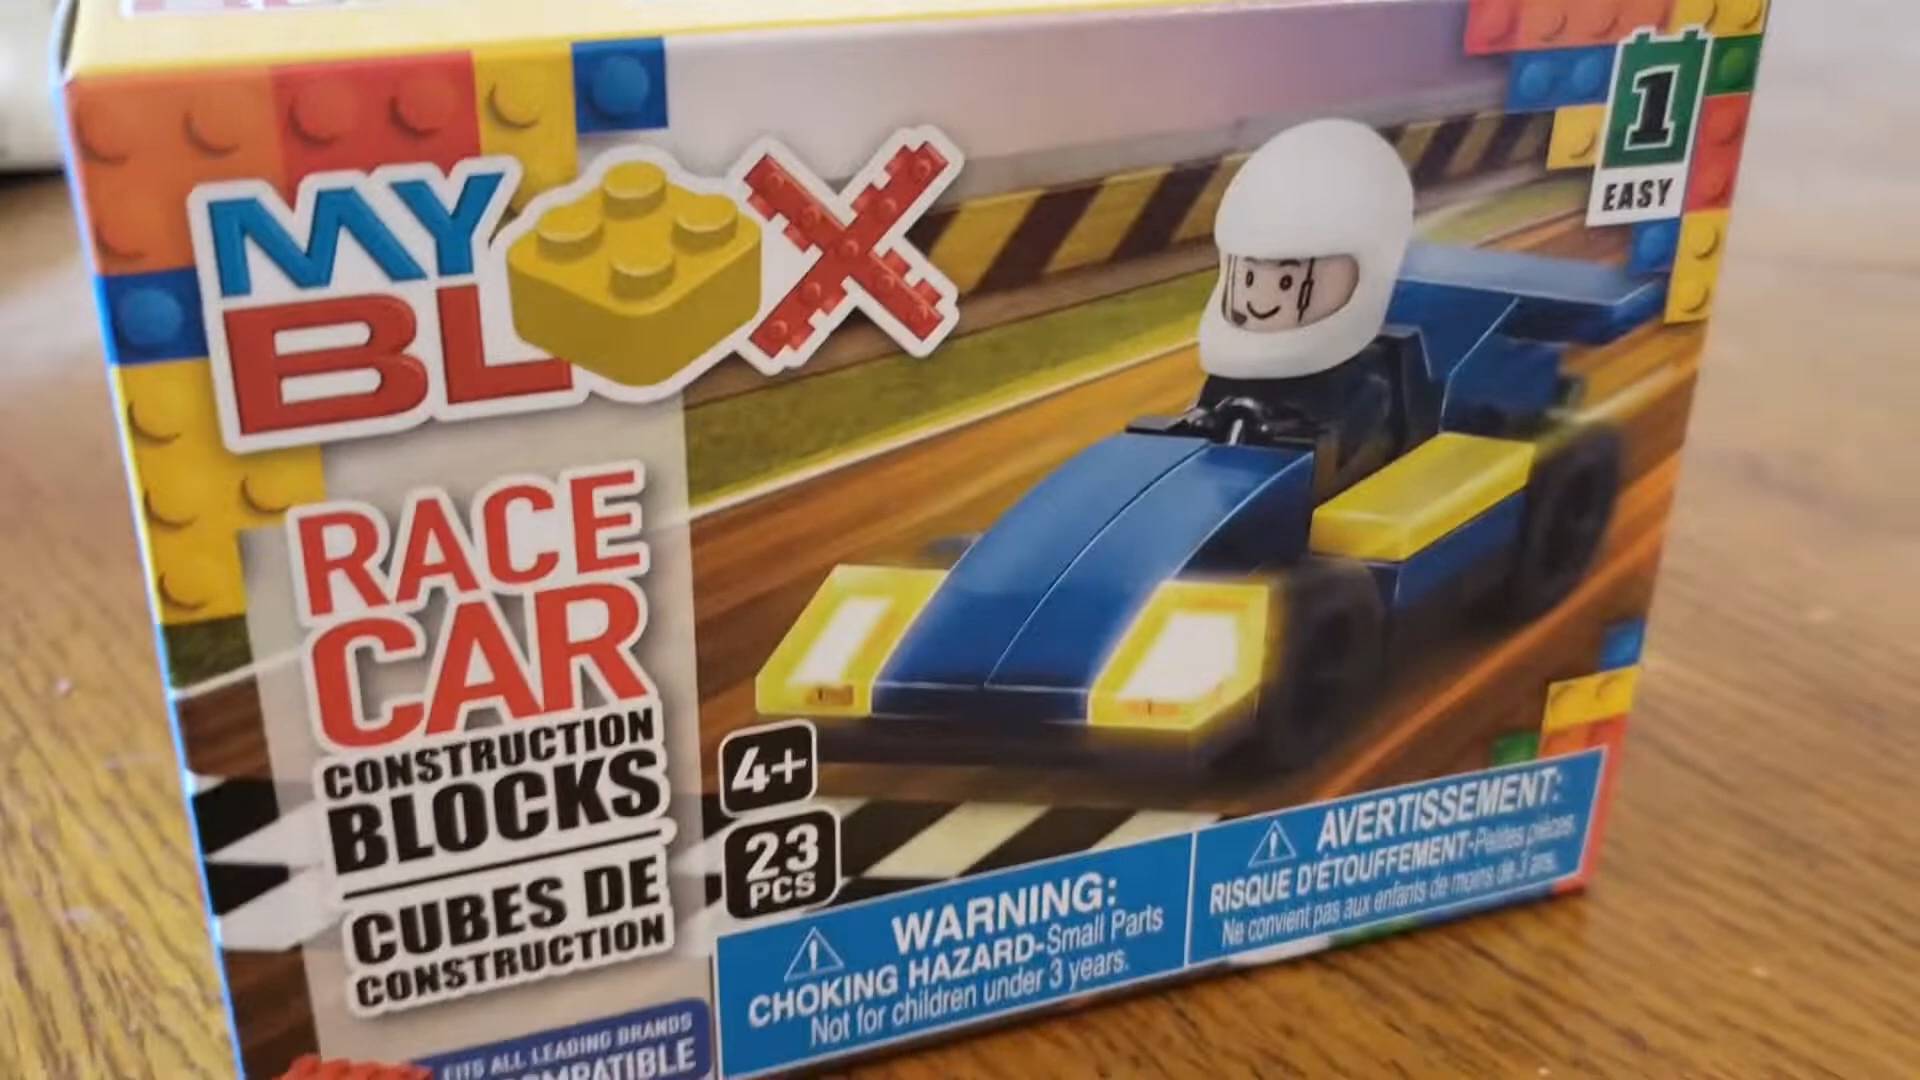 MY
BLOX
1
EASY
RACE
CAR
CONSTRUCTION
BLOCKS
CUBES DE
CONSTRUCTION
4+
23
PCS
WARNING:
CHOKING HAZARD-Small Parts
Not for children under 3 years.
AVERTISSEMENT:
RISQUE D'ÉTOUFFEMENT-Petites pièces.
Ne convient pas aux enfants de moins de 3 ans.
FITS ALL LEADING BRANDS